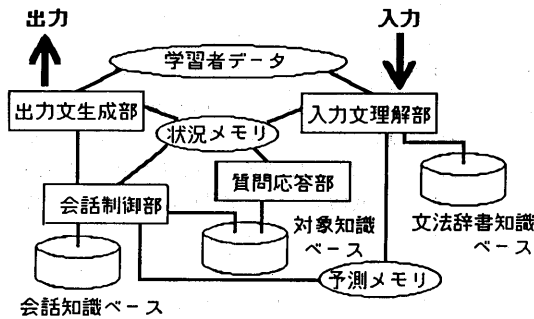 出力
入力
学習者データ
出力文生成部
入力文理解部
状況メモリ
質問応答部
会話制御部
対象知識
ベース
文法辞書知識
ベース
予測メモリ
会話知識ベース